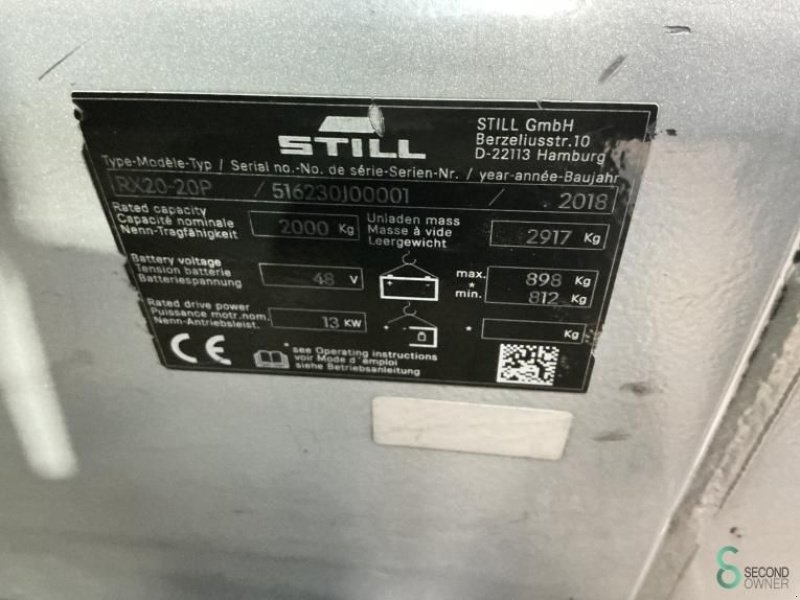 STILL
STILL GmbH
Berzeliusstr.10
D-22113 Hamburg
Type-Modèle-Typ / Serial no.-No. de série-Serien-Nr. / year-année-Baujahr
RX20-20P / 516230J00001 / 2018
Rated capacity
Capacité nominale
Nenn-Tragfähigkeit
2000 Kg
Unladen mass
Masse à vide
Leergewicht
2917 Kg
Battery voltage
Tension batterie
Batteriespannung
48 V
max. 898 Kg
*
min. 812 Kg
Rated drive power
Puissance motr.nom.
Nenn-Antriebsleist.
13 KW
* Kg
CE
* see Operating instructions
voir Mode d'emploi
siehe Betriebsanleitung
SECOND
OWNER